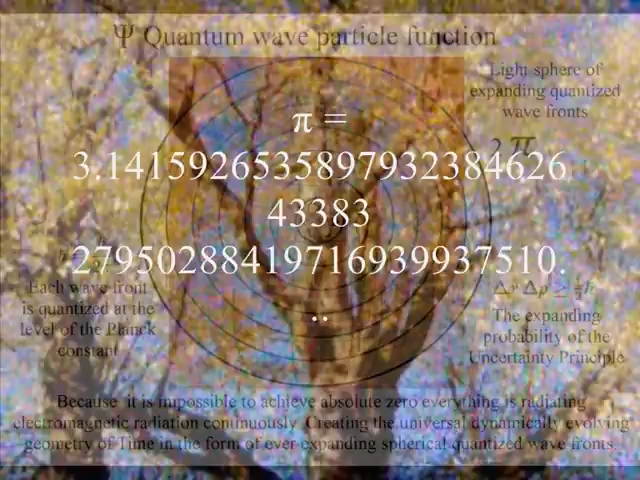 Ψ Quantum wave particle function
Light sphere of
expanding quantized
wave fronts
π =
3.1415926535897932384626
43383
27950288419716939937510.
..
Each wave front
is quantized at the
level of the Planck
constant
The expanding
probability of the
Uncertainty Principle
Because it is impossible to achieve absolute zero everything is radiating
electromagnetic radiation continuously. Creating the universal dynamically evolving
geometry of Time in the form of ever expanding spherical quantized wave fronts.